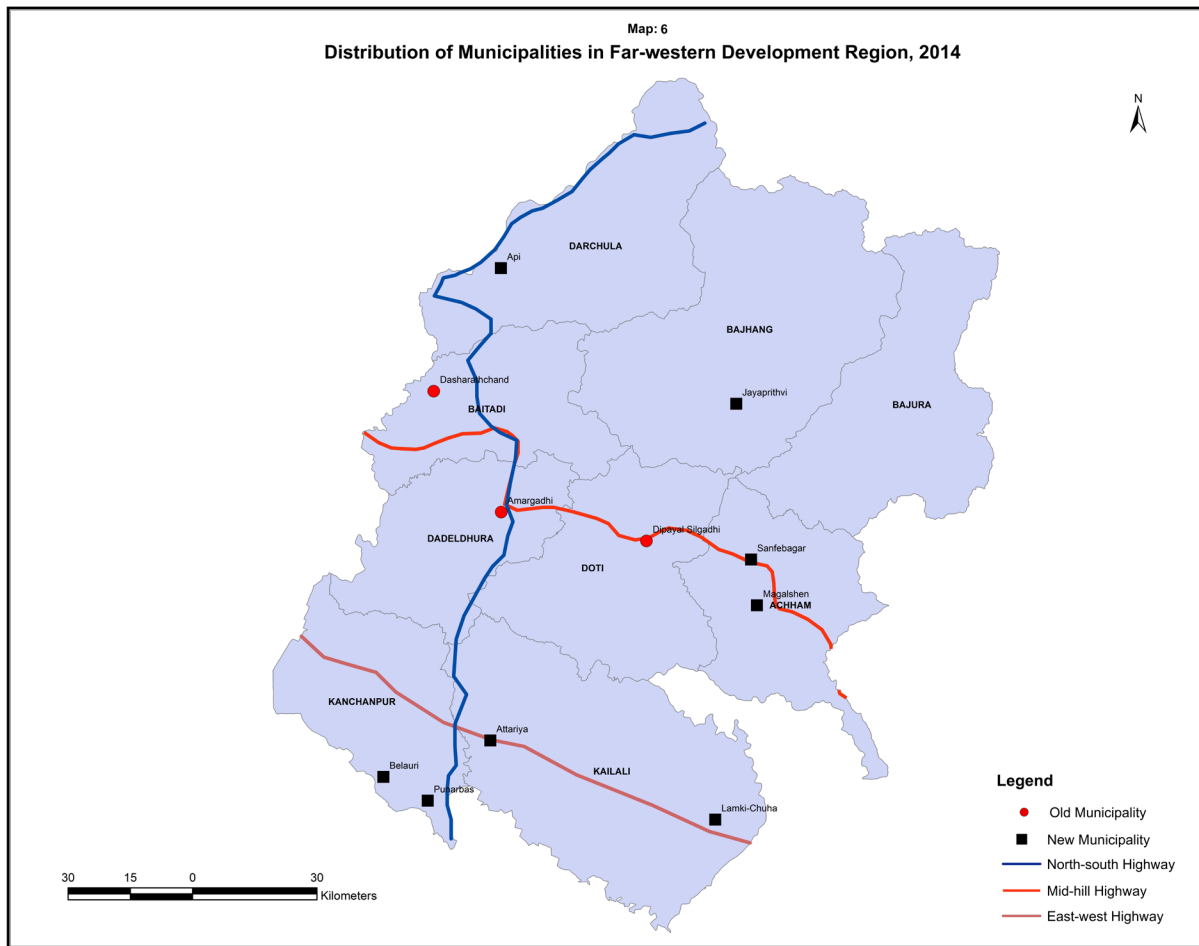 Map: 6
Distribution of Municipalities in Far-western Development Region, 2014
N
DARCHULA
Api
BAJHANG
Dasharathchand
Jayaprithvi
BAJURA
BAITADI
Amargadhi
Dipayal Silgadhi
DADELDHURA
Sanfebagar
DOTI
Magalshen
ACHHAM
KANCHANPUR
Attariya
KAILALI
Belauri
Punarbas
Lamki-Chuha
Legend
Old Municipality
New Municipality
North-south Highway
Mid-hill Highway
East-west Highway
30 15 0 30
Kilometers